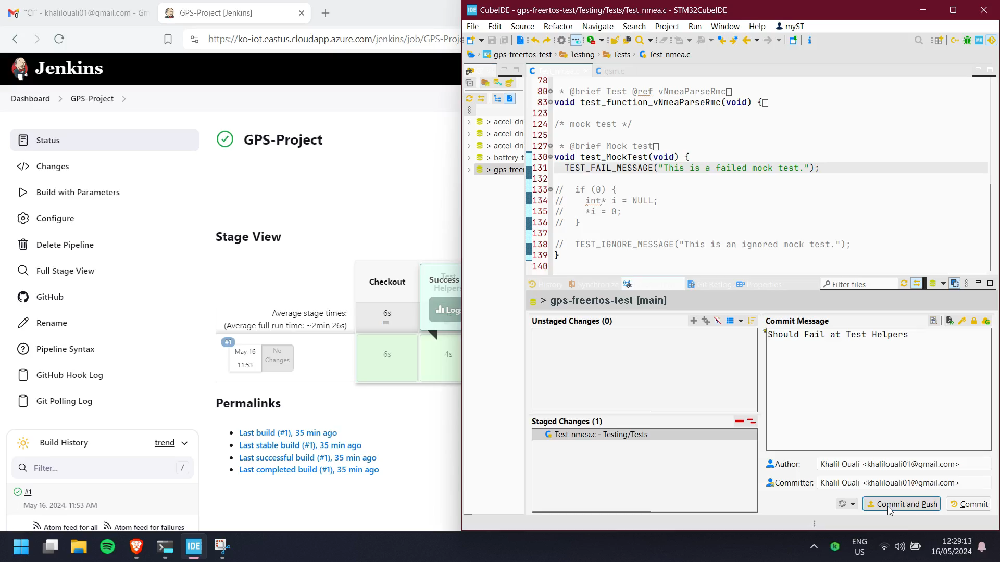 "CI" - khalilouali01@gmail.com - Gm
GPS-Project [Jenkins]
https://ko-iot.eastus.cloudapp.azure.com/jenkins/job/GPS-Proje
Jenkins
Dashboard
GPS-Project
Status
Changes
Build with Parameters
Configure
Delete Pipeline
Full Stage View
GitHub
Rename
Pipeline Syntax
GitHub Hook Log
Git Polling Log
Build History
trend
Filter...
/
#1
May 16, 2024, 11:53 AM
Atom feed for all
Atom feed for failures
GPS-Project
Stage View
Checkout
Test
Helpers
Success
Logs
Average stage times:
(Average full run time: ~2min 26s)
6s
#1
May 16
11:53
No
Changes
6s
4s
Permalinks
Last build (#1), 35 min ago
Last stable build (#1), 35 min ago
Last successful build (#1), 35 min ago
Last completed build (#1), 35 min ago
IDE
CubeIDE - gps-freertos-test/Testing/Tests/Test_nmea.c - STM32CubeIDE
File Edit Source Refactor Navigate Search Project Run Window Help myST
MX
IDE gps-freertos-test Testing Tests Test_nmea.c
git
> accel-dri
> accel-dri
> accel-dri
> battery-t
> gps-freer
Test_nmea.c
gsm.c
78
80 * @brief Test @ref vNmeaParseRmc
83 void test_function_vNmeaParseRmc(void) {
123
124 /* mock test */
125
127 * @brief Mock test
130 void test_MockTest(void) {
131 TEST_FAIL_MESSAGE("This is a failed mock test.");
132
133 // if (0) {
134 // int* i = NULL;
135 // *i = 0;
136 // }
137
138 // TEST_IGNORE_MESSAGE("This is an ignored mock test.");
139 }
140
History
Synchronize
git
Git Reflog
Properties
Filter files
> gps-freertos-test [main]
Unstaged Changes (0)
Staged Changes (1)
Test_nmea.c - Testing/Tests
Commit Message
Should Fail at Test Helpers
Author: Khalil Ouali <khalilouali01@gmail.com>
Committer: Khalil Ouali <khalilouali01@gmail.com>
Commit and Push
Commit
IDE
ENG
US
12:29:13
16/05/2024